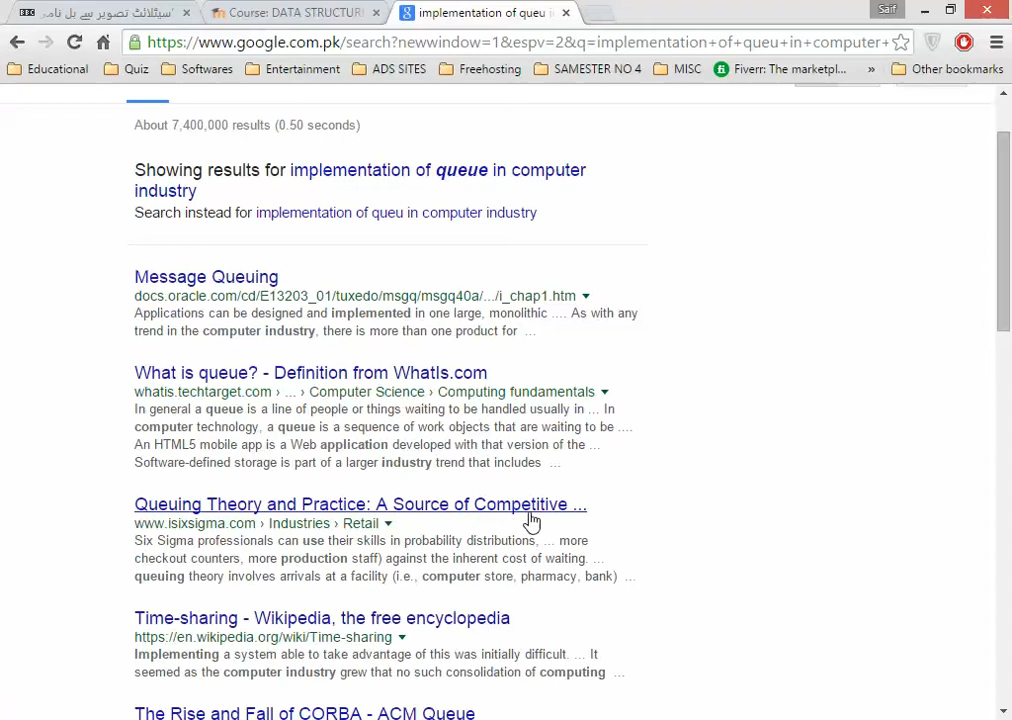 'سیٹلائٹ تصویر سے بل نامہ
Course: DATA STRUCTUR
implementation of queu i
Saif
https://www.google.com.pk/search?newwindow=1&espv=2&q=implementation+of+queu+in+computer+
Educational Quiz Softwares Entertainment ADS SITES Freehosting SAMESTER NO 4 MISC Fiverr: The marketpl... » Other bookmarks
About 7,400,000 results (0.50 seconds)
Showing results for implementation of queue in computer
industry
Search instead for implementation of queu in computer industry
Message Queuing
docs.oracle.com/cd/E13203_01/tuxedo/msgq/msgq40a/.../i_chap1.htm
Applications can be designed and implemented in one large, monolithic .... As with any
trend in the computer industry, there is more than one product for ...
What is queue? - Definition from WhatIs.com
whatis.techtarget.com › ... › Computer Science › Computing fundamentals
In general a queue is a line of people or things waiting to be handled usually in ... In
computer technology, a queue is a sequence of work objects that are waiting to be ....
An HTML5 mobile app is a Web application developed with that version of the ...
Software-defined storage is part of a larger industry trend that includes ...
Queuing Theory and Practice: A Source of Competitive ...
www.isixsigma.com › Industries › Retail
Six Sigma professionals can use their skills in probability distributions, ... more
checkout counters, more production staff) against the inherent cost of waiting. ...
queuing theory involves arrivals at a facility (i.e., computer store, pharmacy, bank) ...
Time-sharing - Wikipedia, the free encyclopedia
https://en.wikipedia.org/wiki/Time-sharing
Implementing a system able to take advantage of this was initially difficult. ... It
seemed as the computer industry grew that no such consolidation of computing ...
The Rise and Fall of CORBA - ACM Queue